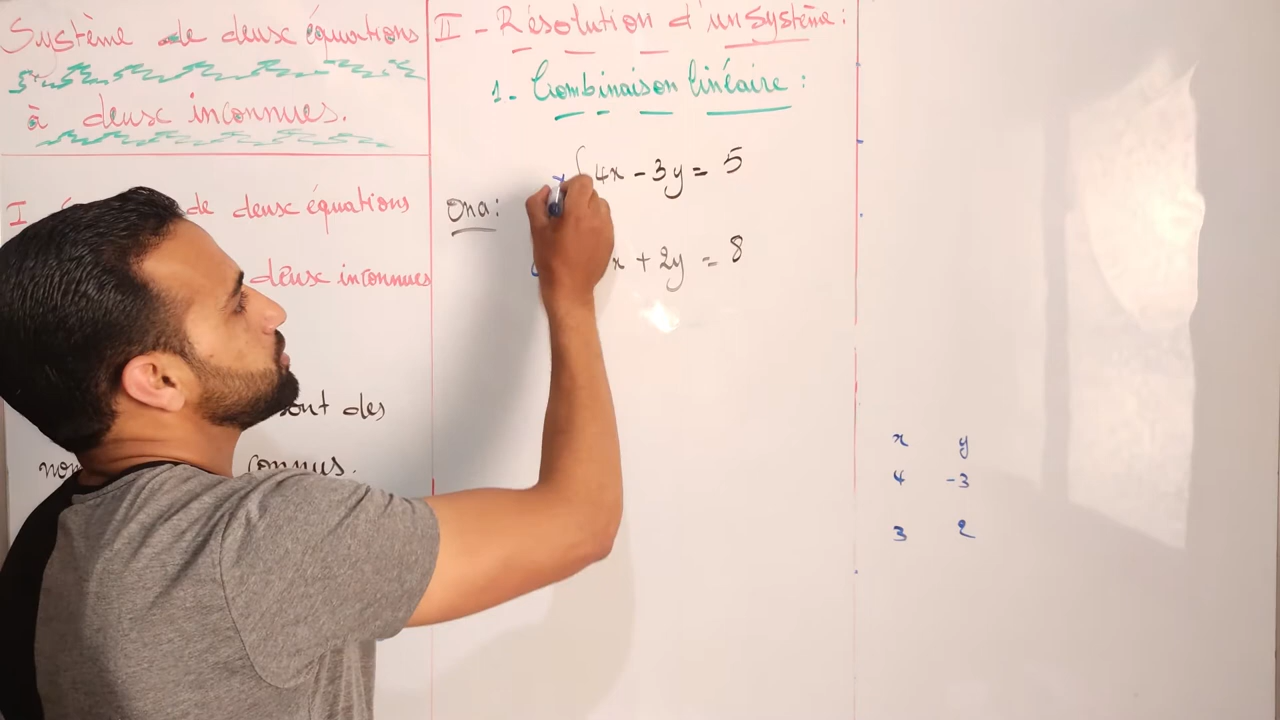 Système de deux équations
à deux inconnues.
I de deux équations
deux inconnues
sont des
connus.
II - Résolution d'un système :
1 - Combinaison linéaire :
4x - 3y = 5
On a :
x + 2y = 8
x y
4 -3
3 2